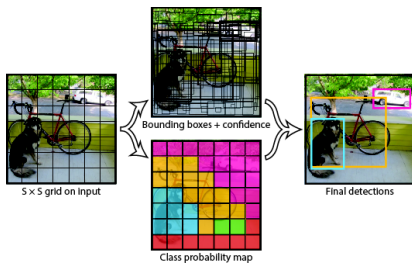 Bounding boxes + confidence
S × S grid on input
Final detections
Class probability map